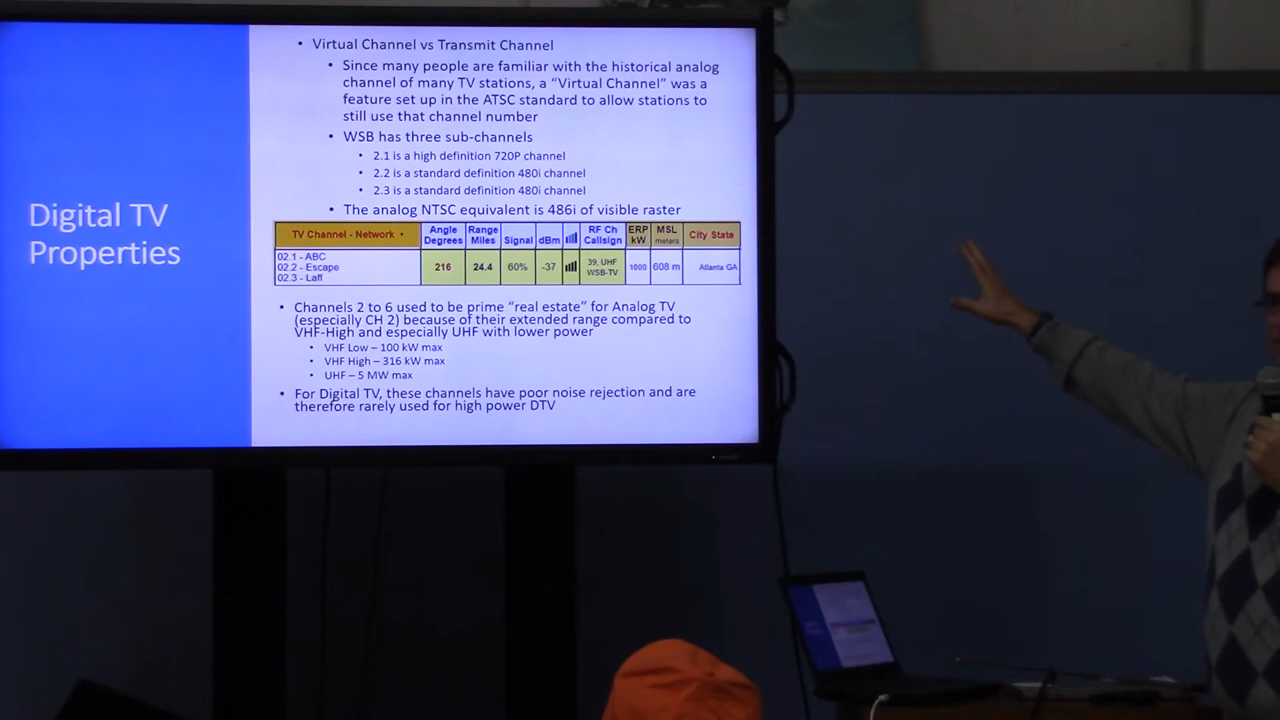 Digital TV
Properties
• Virtual Channel vs Transmit Channel
• Since many people are familiar with the historical analog
channel of many TV stations, a “Virtual Channel” was a
feature set up in the ATSC standard to allow stations to
still use that channel number
• WSB has three sub-channels
• 2.1 is a high definition 720P channel
• 2.2 is a standard definition 480i channel
• 2.3 is a standard definition 480i channel
• The analog NTSC equivalent is 486i of visible raster
TV Channel - Network Angle Degrees Range Miles Signal dBm RF Ch Callsign ERP kW MSL meters City State
02.1 - ABC
02.2 - Escape
02.3 - Laff
216 24.4 60% -37 39, UHF WSB-TV 1000 608 m Atlanta GA
• Channels 2 to 6 used to be prime “real estate” for Analog TV
(especially CH 2) because of their extended range compared to
VHF-High and especially UHF with lower power
• VHF Low – 100 kW max
• VHF High – 316 kW max
• UHF – 5 MW max
• For Digital TV, these channels have poor noise rejection and are
therefore rarely used for high power DTV